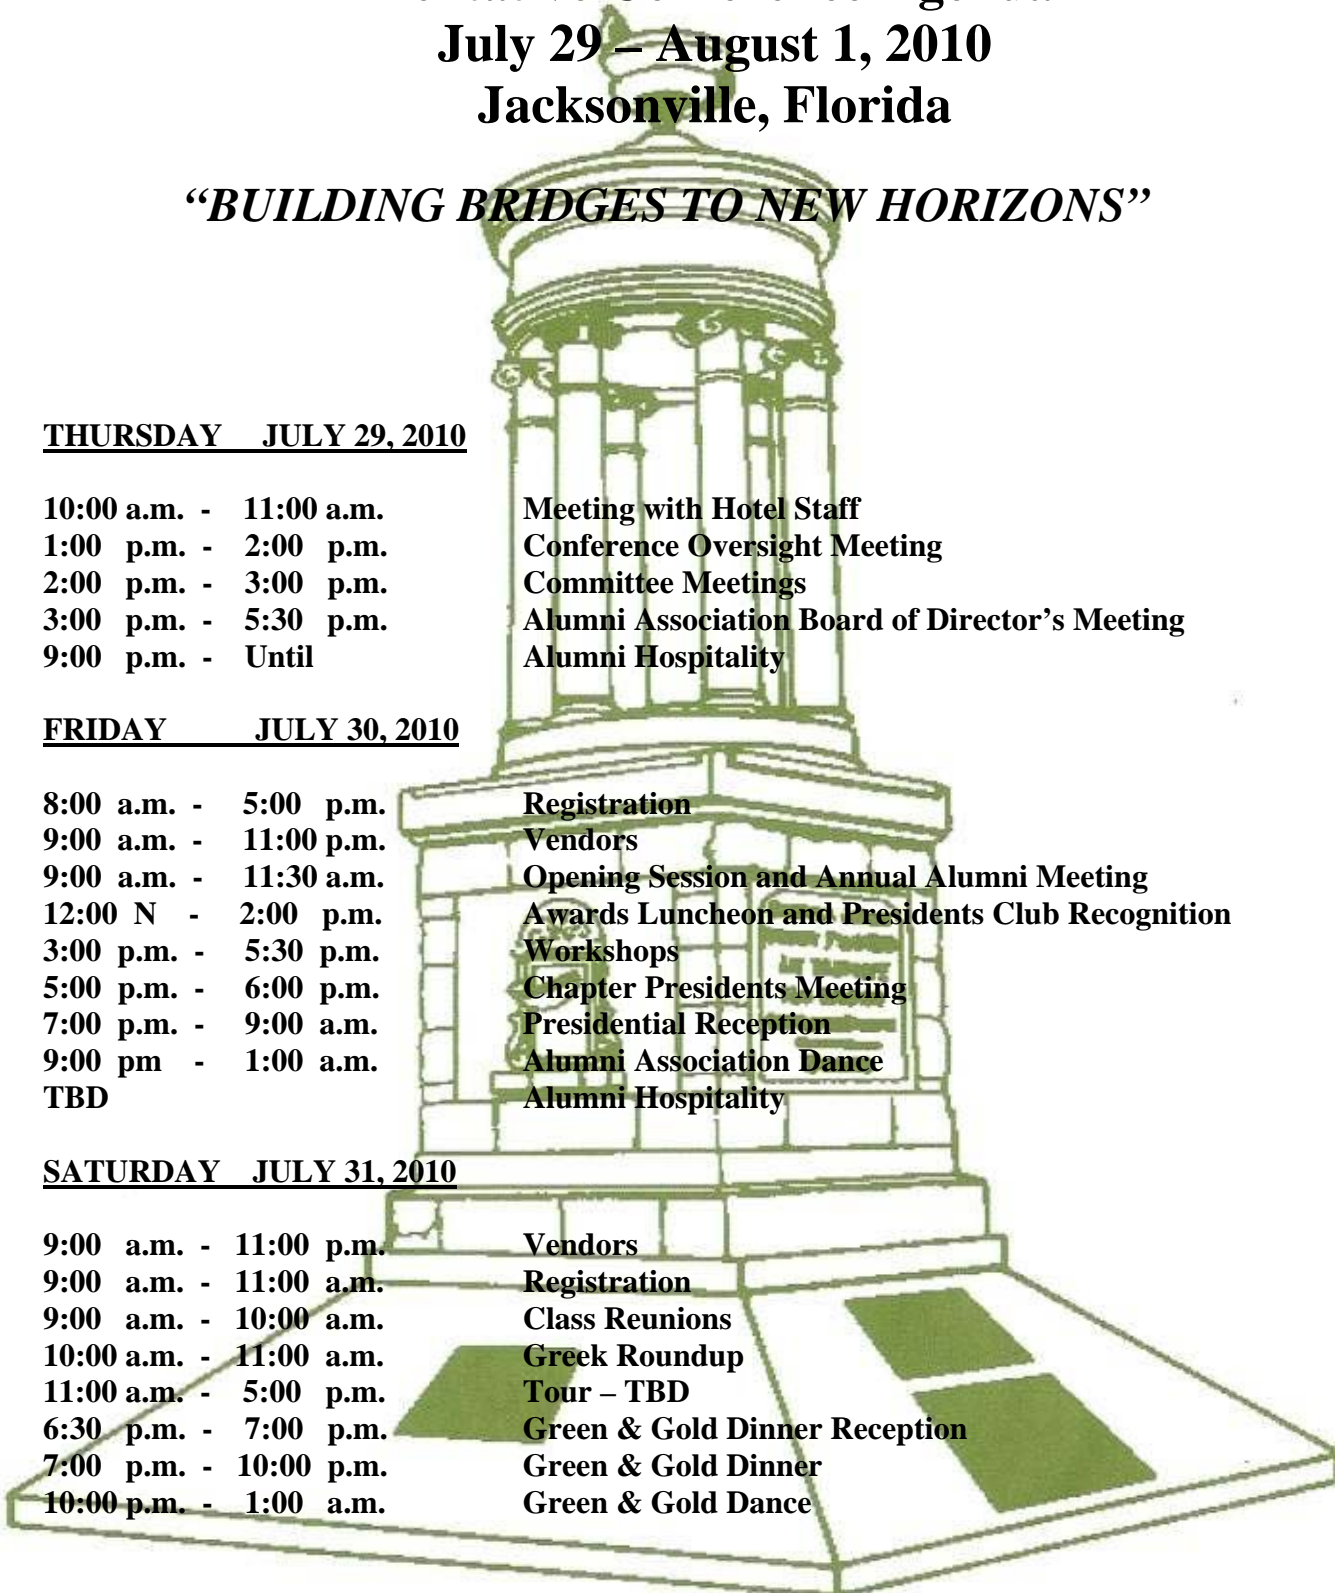 July 29 – August 1, 2010
Jacksonville, Florida
“BUILDING BRIDGES TO NEW HORIZONS”
THURSDAY JULY 29, 2010
10:00 a.m. - 11:00 a.m. Meeting with Hotel Staff
1:00 p.m. - 2:00 p.m. Conference Oversight Meeting
2:00 p.m. - 3:00 p.m. Committee Meetings
3:00 p.m. - 5:30 p.m. Alumni Association Board of Director’s Meeting
9:00 p.m. - Until Alumni Hospitality
FRIDAY JULY 30, 2010
8:00 a.m. - 5:00 p.m. Registration
9:00 a.m. - 11:00 p.m. Vendors
9:00 a.m. - 11:30 a.m. Opening Session and Annual Alumni Meeting
12:00 N - 2:00 p.m. Awards Luncheon and Presidents Club Recognition
3:00 p.m. - 5:30 p.m. Workshops
5:00 p.m. - 6:00 p.m. Chapter Presidents Meeting
7:00 p.m. - 9:00 a.m. Presidential Reception
9:00 pm - 1:00 a.m. Alumni Association Dance
TBD Alumni Hospitality
SATURDAY JULY 31, 2010
9:00 a.m. - 11:00 p.m. Vendors
9:00 a.m. - 11:00 a.m. Registration
9:00 a.m. - 10:00 a.m. Class Reunions
10:00 a.m. - 11:00 a.m. Greek Roundup
11:00 a.m. - 5:00 p.m. Tour – TBD
6:30 p.m. - 7:00 p.m. Green & Gold Dinner Reception
7:00 p.m. - 10:00 p.m. Green & Gold Dinner
10:00 p.m. - 1:00 a.m. Green & Gold Dance